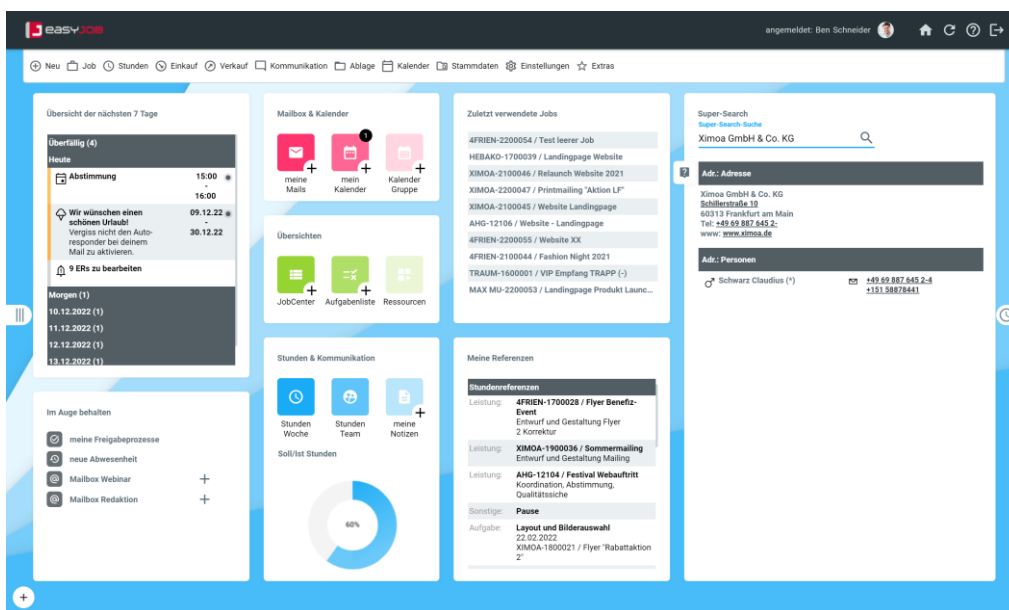 easyJOB
angemeldet: Ben Schneider
Neu Job Stunden Einkauf Verkauf Kommunikation Ablage Kalender Stammdaten Einstellungen Extras
Übersicht der nächsten 7 Tage
Überfällig (4)
Heute
Abstimmung 15:00
-
16:00
Wir wünschen einen 09.12.22
schönen Urlaub! -
Vergiss nicht den Auto- 30.12.22
responder bei deinem
Mail zu aktivieren.
9 ERs zu bearbeiten
Morgen (1)
10.12.2022 (1)
11.12.2022 (1)
12.12.2022 (1)
13.12.2022 (1)
Im Auge behalten
meine Freigabeprozesse
neue Abwesenheit
Mailbox Webinar
Mailbox Redaktion
Mailbox & Kalender
1
meine
Mails
mein
Kalender
Kalender
Gruppe
Übersichten
JobCenter Aufgabenliste Ressourcen
Stunden & Kommunikation
Stunden
Woche
Stunden
Team
meine
Notizen
Soll/Ist Stunden
60%
Zuletzt verwendete Jobs
4FRIEN-2200054 / Test leerer Job
HEBAKO-1700039 / Landingpage Website
XIMOA-2100046 / Relaunch Website 2021
XIMOA-2200047 / Printmailing "Aktion LF"
XIMOA-2100045 / Website Landingpage
AHG-12106 / Website - Landingpage
4FRIEN-2200055 / Website XX
4FRIEN-2100044 / Fashion Night 2021
TRAUM-1600001 / VIP Empfang TRAPP (-)
MAX MU-2200053 / Landingpage Produkt Launc...
Meine Referenzen
Stundenreferenzen
Leistung: 4FRIEN-1700028 / Flyer Benefiz-
Event
Entwurf und Gestaltung Flyer
2 Korrektur
Leistung: XIMOA-1900036 / Sommermailing
Entwurf und Gestaltung Mailing
Leistung: AHG-12104 / Festival Webauftritt
Koordination, Abstimmung,
Qualitätssiche
Sonstige: Pause
Aufgabe: Layout und Bilderauswahl
22.02.2022
XIMOA-1800021 / Flyer "Rabattaktion
2"
Super-Search
Super-Search-Suche
Ximoa GmbH & Co. KG
Adr.: Adresse
Ximoa GmbH & Co. KG
Schillerstraße 10
60313 Frankfurt am Main
Tel: +49 69 887 645 2-
www: www.ximoa.de
Adr.: Personen
Schwarz Claudius (*) +49 69 887 645 2-4
+151 58878441